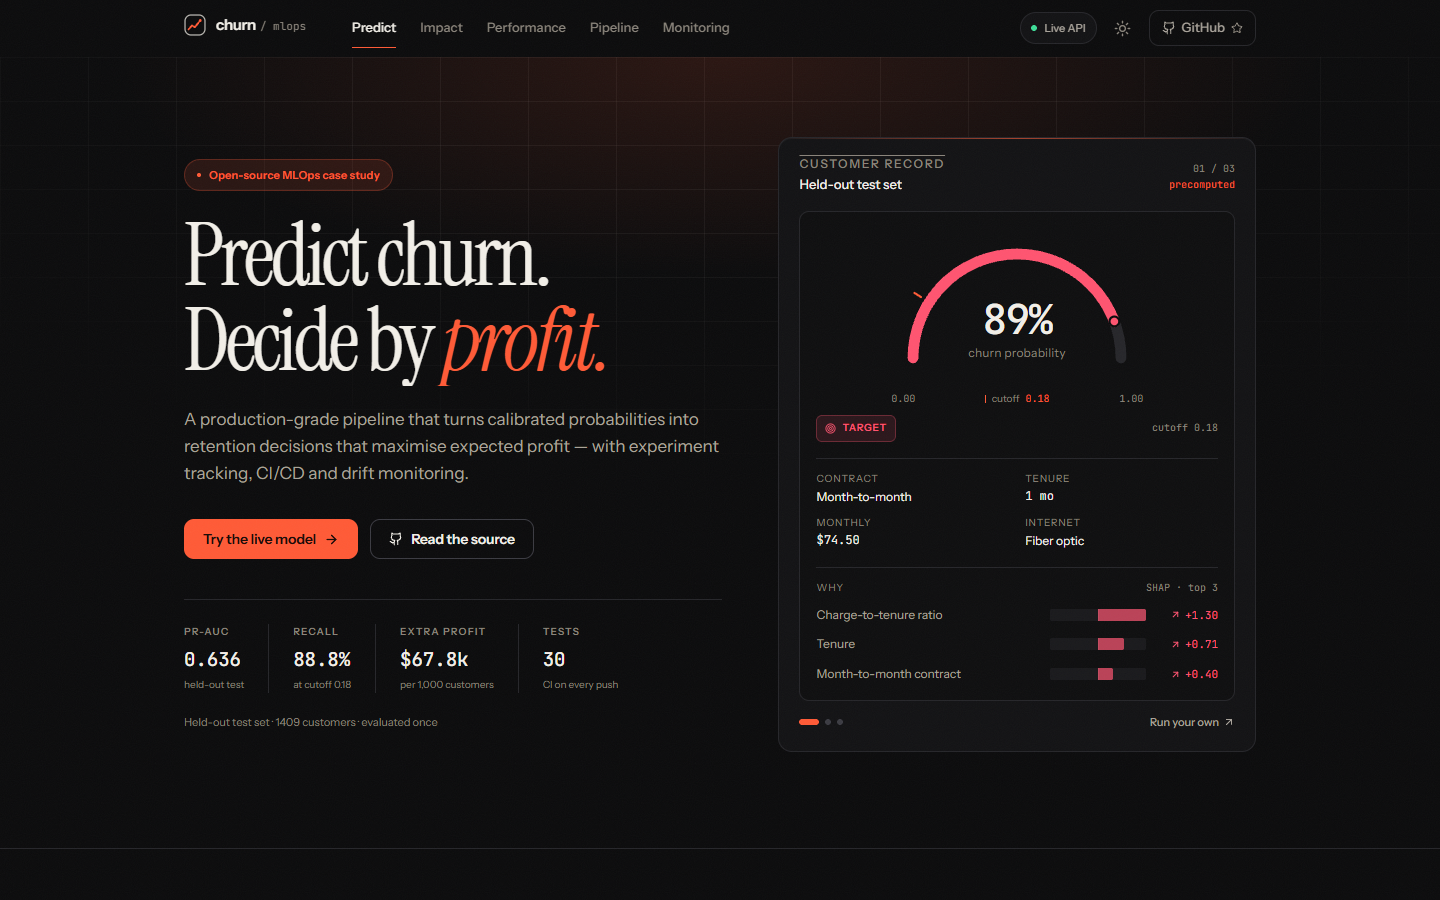 churn / mlops
Predict
Impact
Performance
Pipeline
Monitoring
Live API
GitHub
Open-source MLOps case study
Predict churn.
Decide by profit.
A production-grade pipeline that turns calibrated probabilities into
retention decisions that maximise expected profit — with experiment
tracking, CI/CD and drift monitoring.
Try the live model →
Read the source
PR-AUC
0.636
held-out test
RECALL
88.8%
at cutoff 0.18
EXTRA PROFIT
$67.8k
per 1,000 customers
TESTS
30
CI on every push
Held-out test set · 1409 customers · evaluated once
CUSTOMER RECORD
Held-out test set
01 / 03
precomputed
89%
churn probability
0.00
| cutoff 0.18
1.00
TARGET
cutoff 0.18
CONTRACT
Month-to-month
TENURE
1 mo
MONTHLY
$74.50
INTERNET
Fiber optic
WHY
SHAP · top 3
Charge-to-tenure ratio
↗ +1.30
Tenure
↗ +0.71
Month-to-month contract
↗ +0.40
Run your own ↗